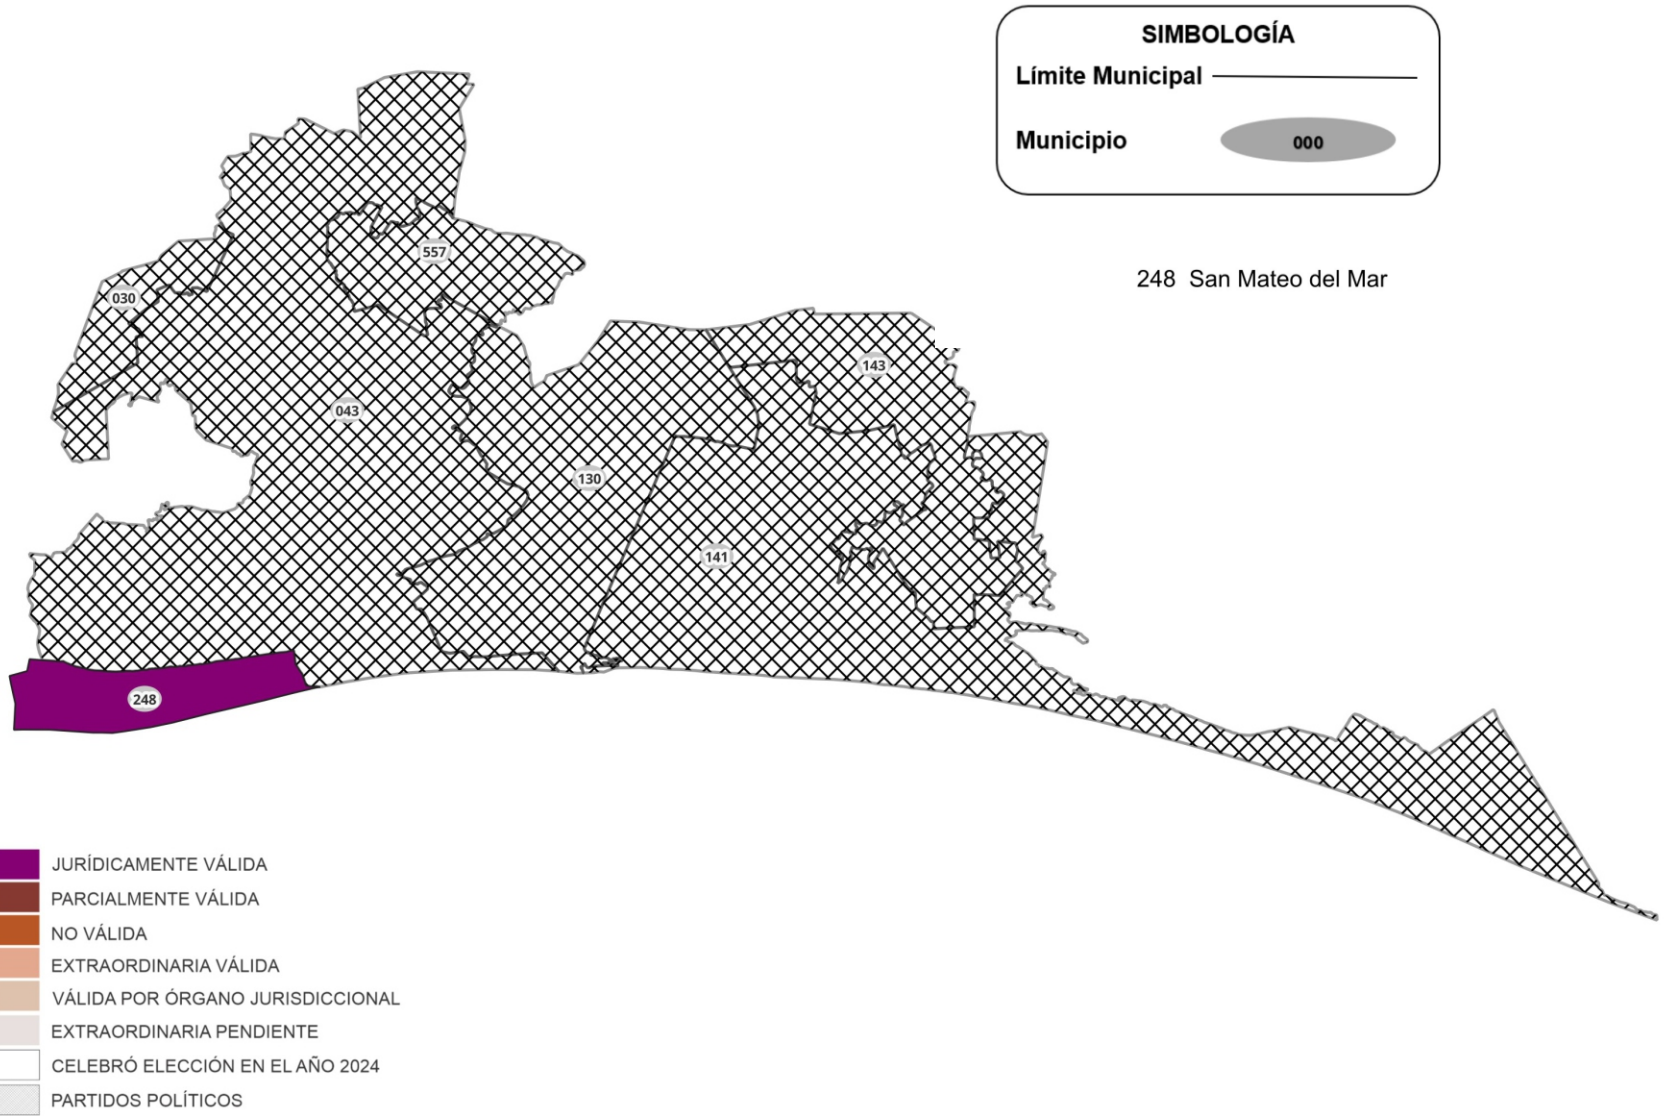 SIMBOLOGÍA
Límite Municipal
Municipio
000
248 San Mateo del Mar
557
030
143
043
130
141
248
JURÍDICAMENTE VÁLIDA
PARCIALMENTE VÁLIDA
NO VÁLIDA
EXTRAORDINARIA VÁLIDA
VÁLIDA POR ÓRGANO JURISDICCIONAL
EXTRAORDINARIA PENDIENTE
CELEBRÓ ELECCIÓN EN EL AÑO 2024
PARTIDOS POLÍTICOS